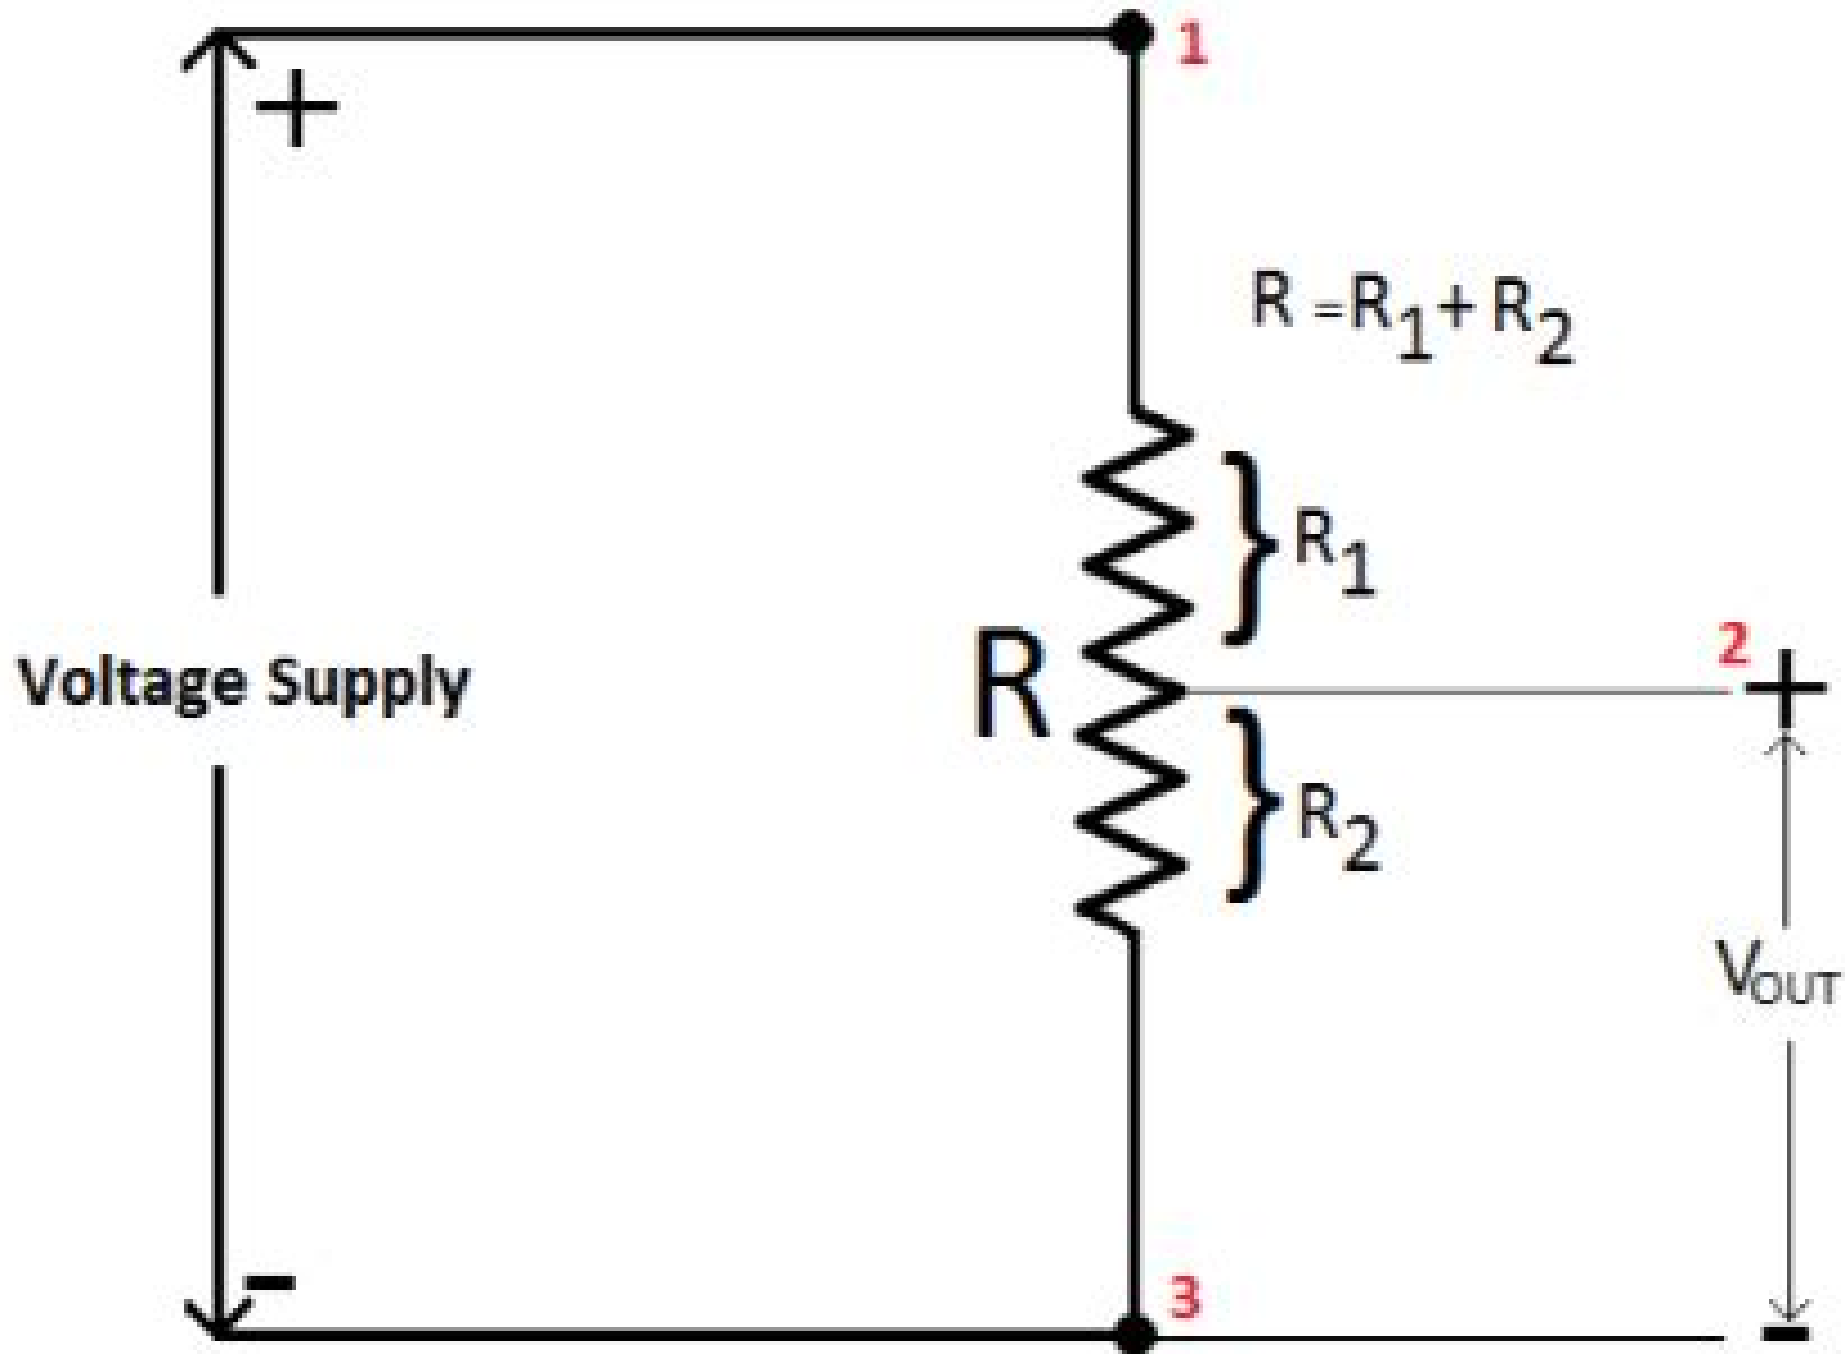 1
+
R =R1+ R2
} R1
2
+
Voltage Supply
R
} R2
VOUT
-
3
-